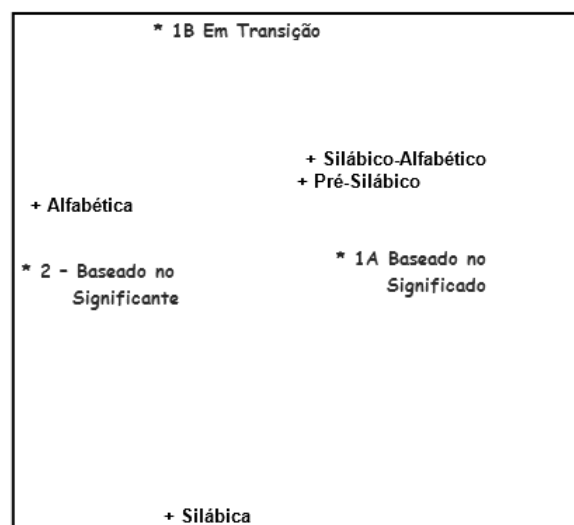 * 1B Em Transição
+ Silábico-Alfabético
+ Pré-Silábico
+ Alfabética
* 1A Baseado no
Significado
* 2 – Baseado no
Significante
+ Silábica